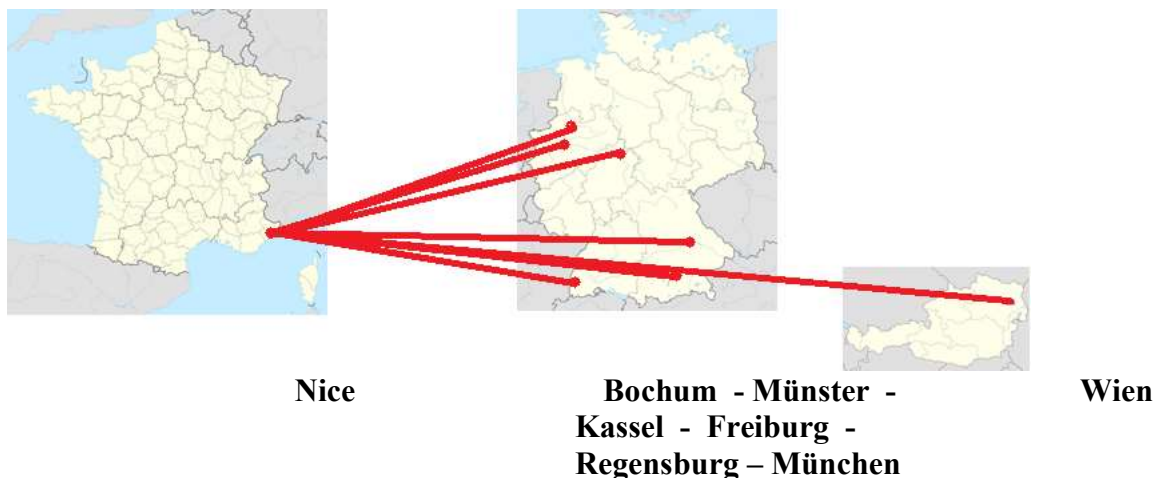 Nice Bochum - Münster - Wien
Kassel - Freiburg -
Regensburg – München